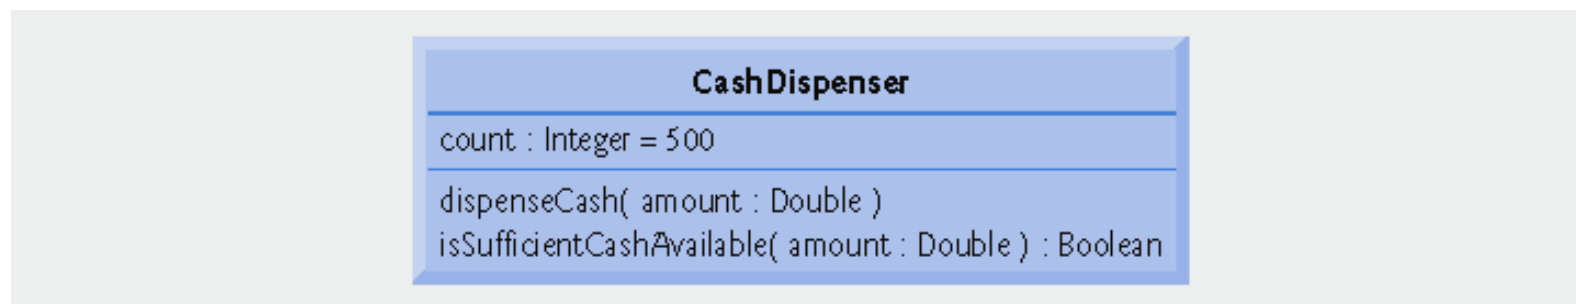 CashDispenser
count : Integer = 500
dispenseCash( amount : Double )
isSufficientCashAvailable( amount : Double ) : Boolean